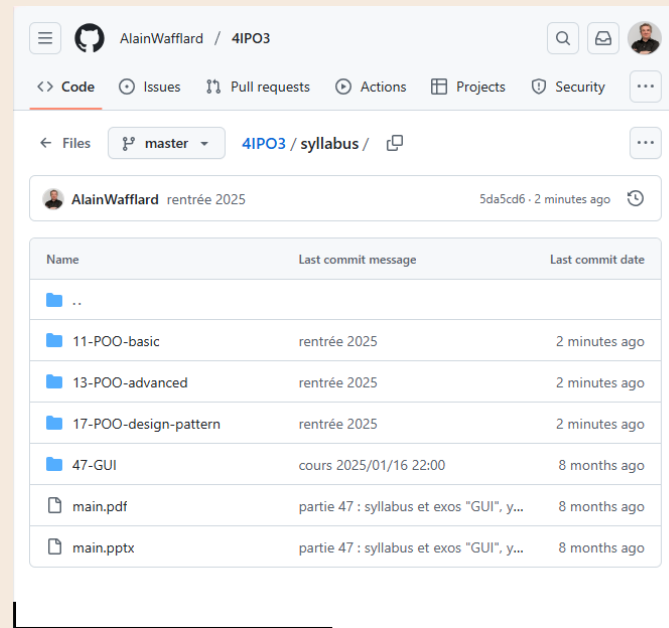 AlainWafflard / 4IPO3
Code Issues Pull requests Actions Projects Security ...
Files master 4IPO3 / syllabus / ...
AlainWafflard rentrée 2025 5da5cd6 · 2 minutes ago
Name Last commit message Last commit date
..
11-POO-basic rentrée 2025 2 minutes ago
13-POO-advanced rentrée 2025 2 minutes ago
17-POO-design-pattern rentrée 2025 2 minutes ago
47-GUI cours 2025/01/16 22:00 8 months ago
main.pdf partie 47 : syllabus et exos "GUI", y... 8 months ago
main.pptx partie 47 : syllabus et exos "GUI", y... 8 months ago